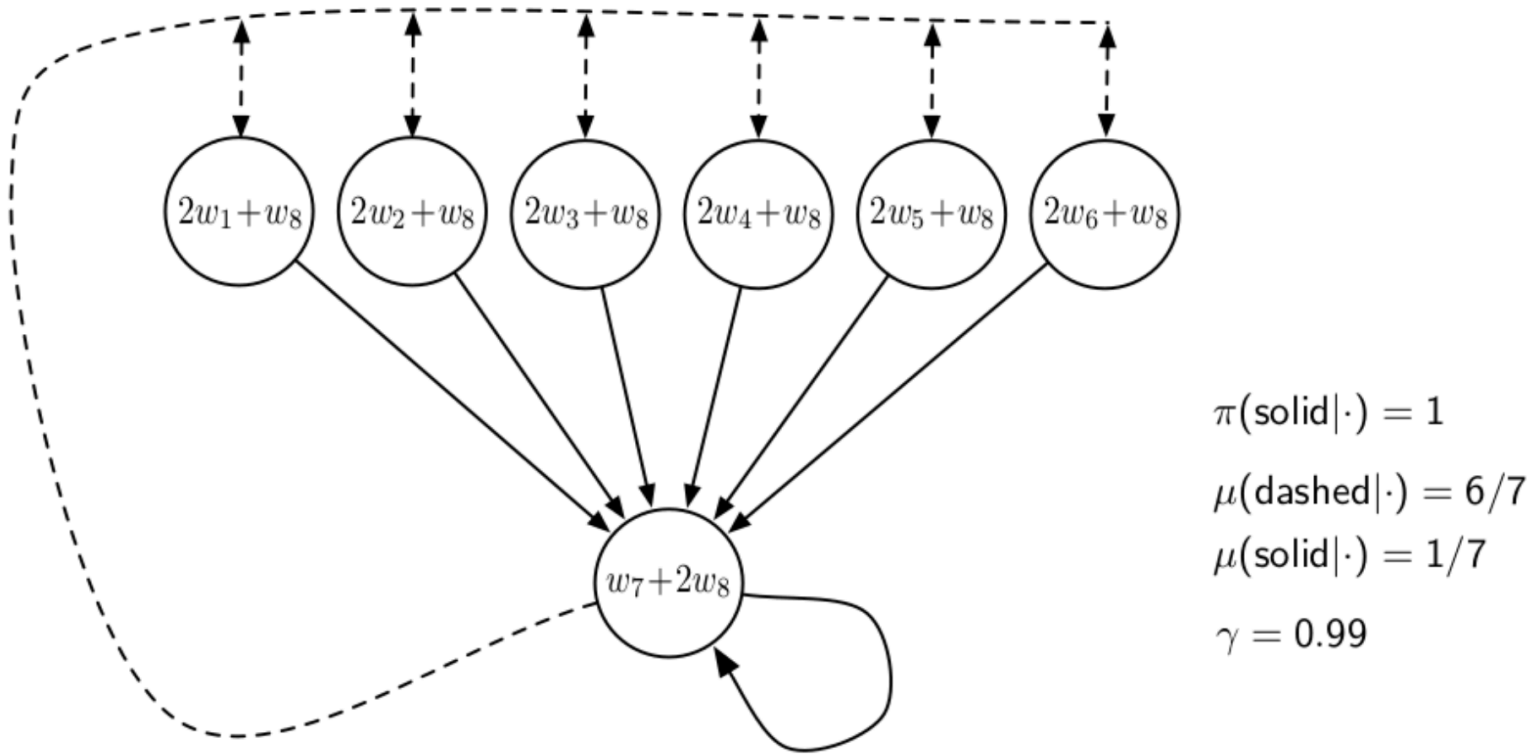 2w₁+w₈ 2w₂+w₈ 2w₃+w₈ 2w₄+w₈ 2w₅+w₈ 2w₆+w₈
π(solid|·) = 1
μ(dashed|·) = 6/7
μ(solid|·) = 1/7
w₇+2w₈
γ = 0.99